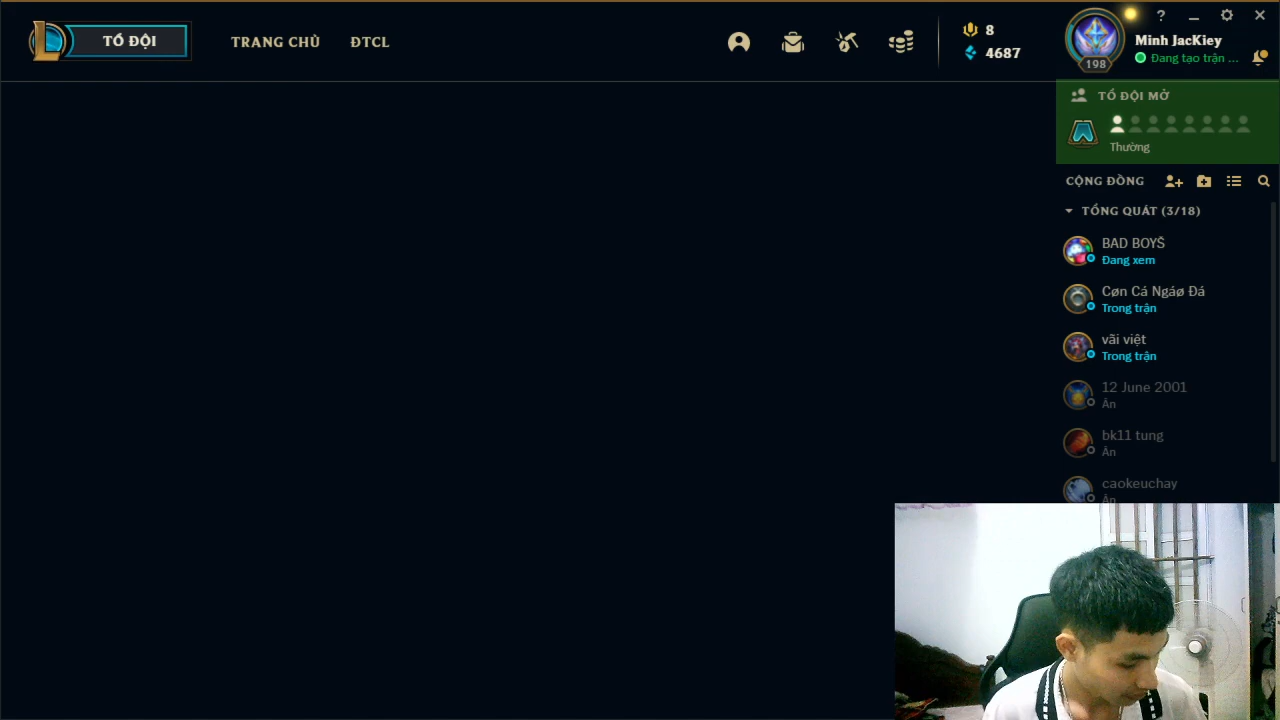 TỔ ĐỘI
TRANG CHỦ
ĐTCL
8
4687
?
Minh JacKiey
198
Đang tạo trận ...
TỔ ĐỘI MỞ
Thường
CỘNG ĐỒNG
TỔNG QUÁT (3/18)
BAD BOYŠ
Đang xem
Cøn Cá Ngáø Đá
Trong trận
vãi việt
Trong trận
12 June 2001
Ẩn
bk11 tung
Ẩn
caokeuchay
Ẩn